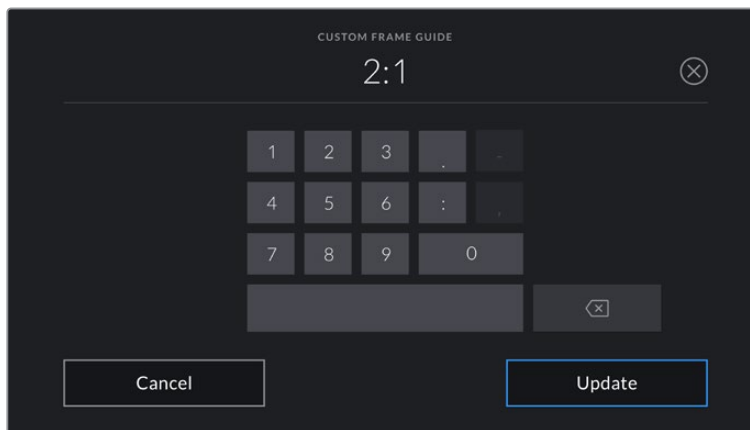 CUSTOM FRAME GUIDE
2:1
1 2 3 . -
4 5 6 : ,
7 8 9 0
Cancel Update